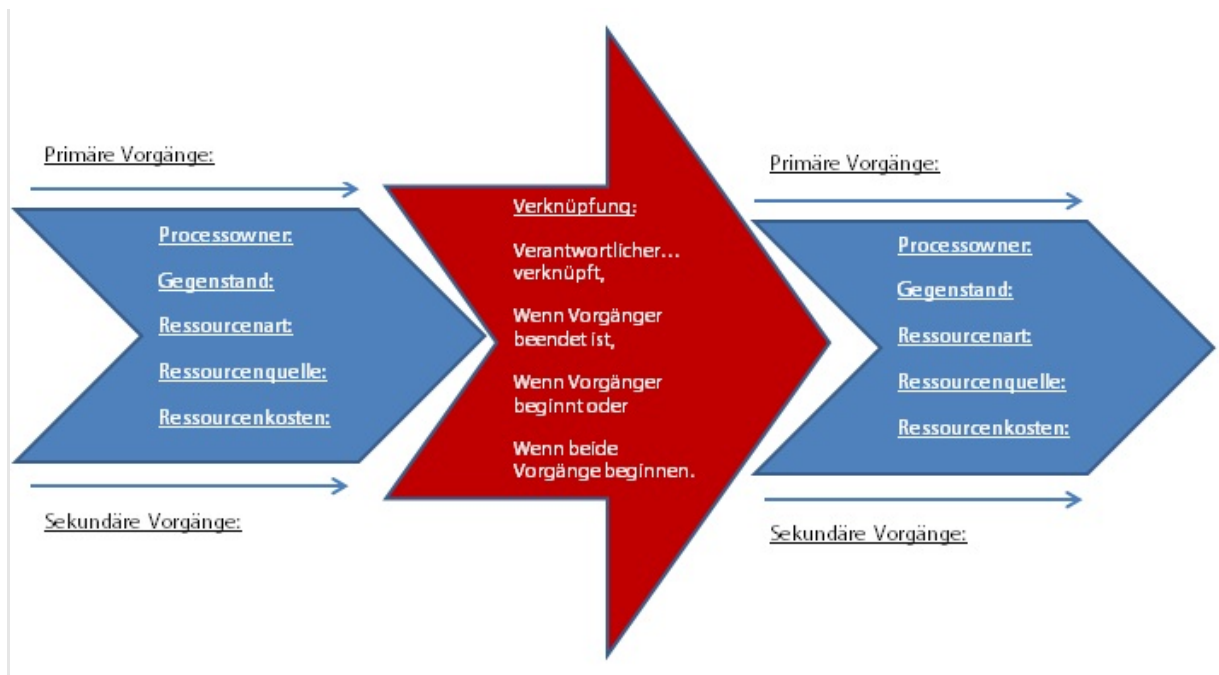 Primäre Vorgänge:
Processowner:
Gegenstand:
Ressourcenart:
Ressourcenquelle:
Ressourcenkosten:
Sekundäre Vorgänge:
Verknüpfung:
Verantwortlicher…
verknüpft,
Wenn Vorgänger
beendet ist,
Wenn Vorgänger
beginnt oder
Wenn beide
Vorgänge beginnen.
Primäre Vorgänge:
Processowner:
Gegenstand:
Ressourcenart:
Ressourcenquelle:
Ressourcenkosten:
Sekundäre Vorgänge: